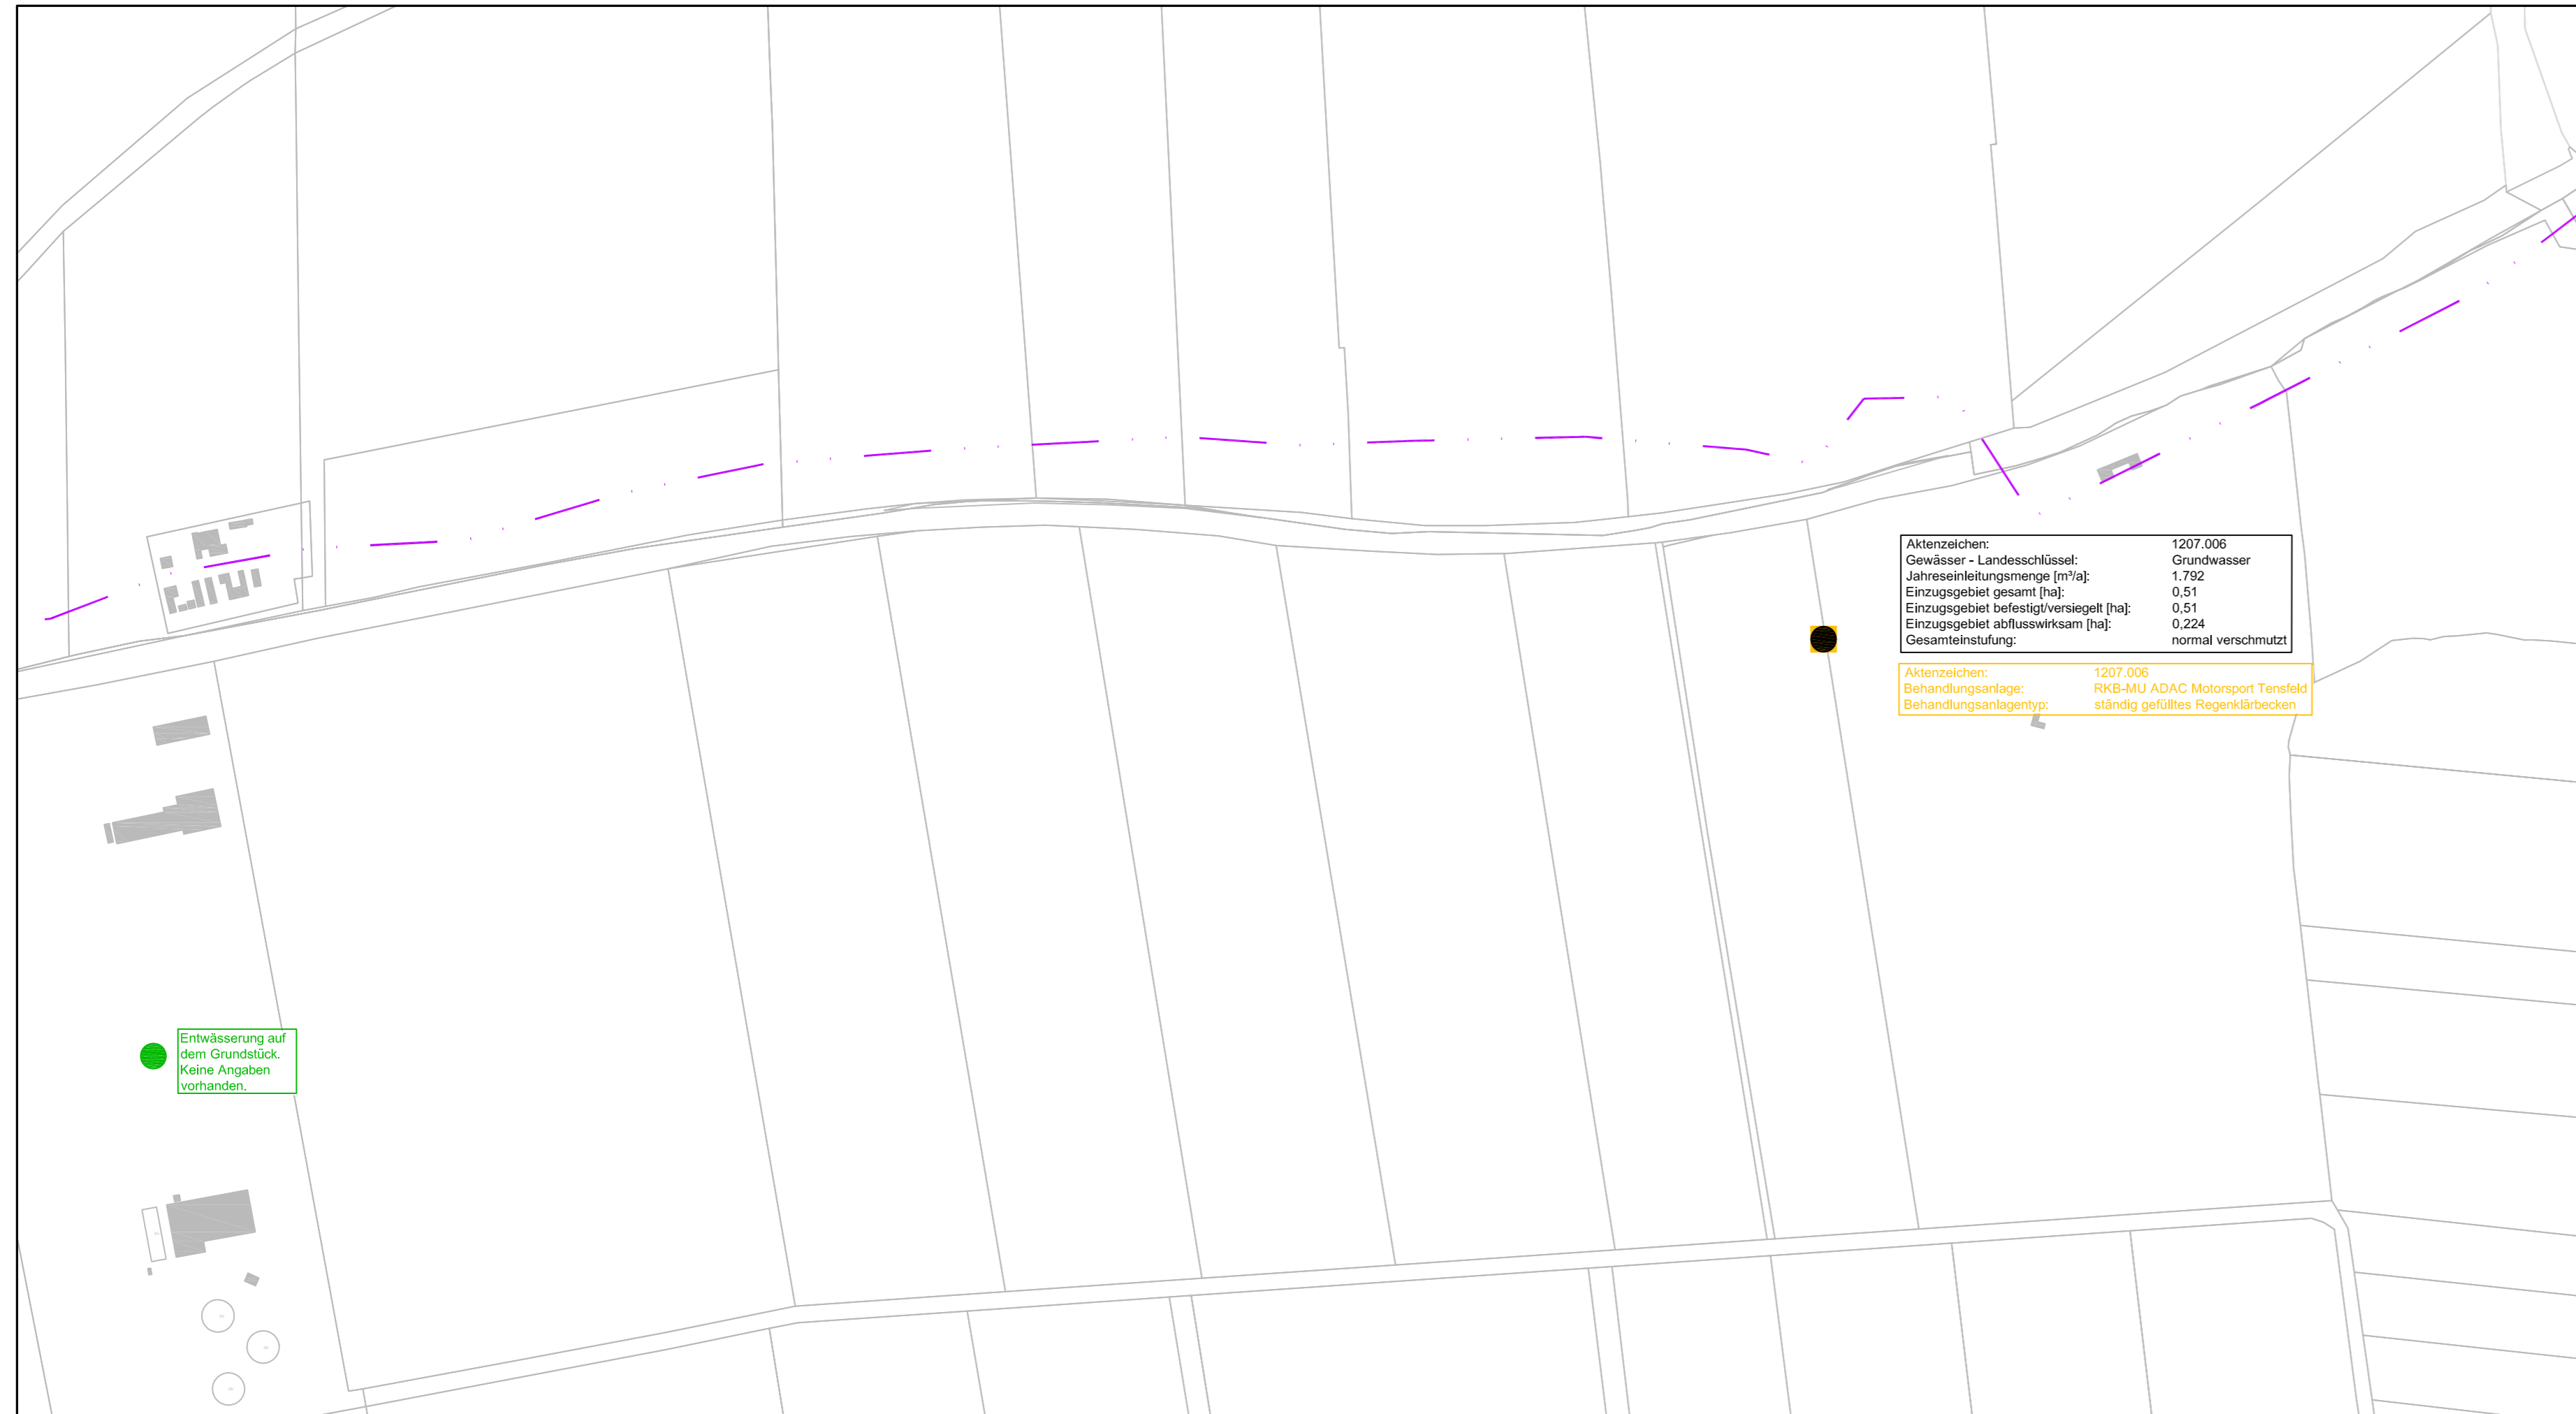 Aktenzeichen: 1207.006
Gewässer - Landesschlüssel: Grundwasser
Jahreseinleitungsmenge [m³/a]: 1.792
Einzugsgebiet gesamt [ha]: 0,51
Einzugsgebiet befestigt/versiegelt [ha]: 0,51
Einzugsgebiet abflusswirksam [ha]: 0,224
Gesamteinstufung: normal verschmutzt
Aktenzeichen: 1207.006
Behandlungsanlage: RKB-MU ADAC Motorsport Tensfeld
Behandlungsanlagentyp: ständig gefülltes Regenklärbecken
Entwässerung auf
dem Grundstück.
Keine Angaben
vorhanden.